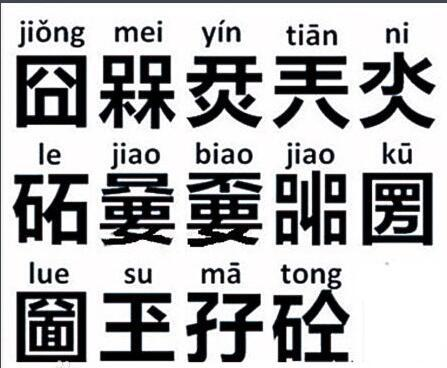 jiǒng mei yín tiān ni
囧槑烎兲氼
le jiao biao jiao kū
砳嘦嫑嘂圐
lue su mā tong
圙玊孖砼